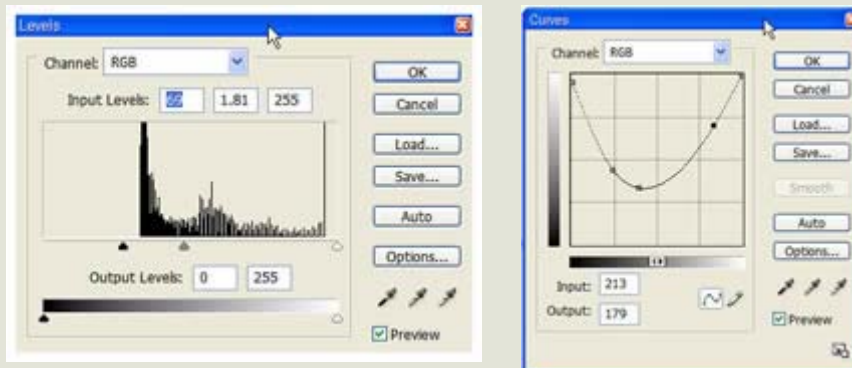 Levels
Channel: RGB
Input Levels: 69 1.81 255
Output Levels: 0 255
OK
Cancel
Load...
Save...
Auto
Options...
Preview
Curves
Channel: RGB
Input: 213
Output: 179
OK
Cancel
Load...
Save...
Smooth
Auto
Options...
Preview